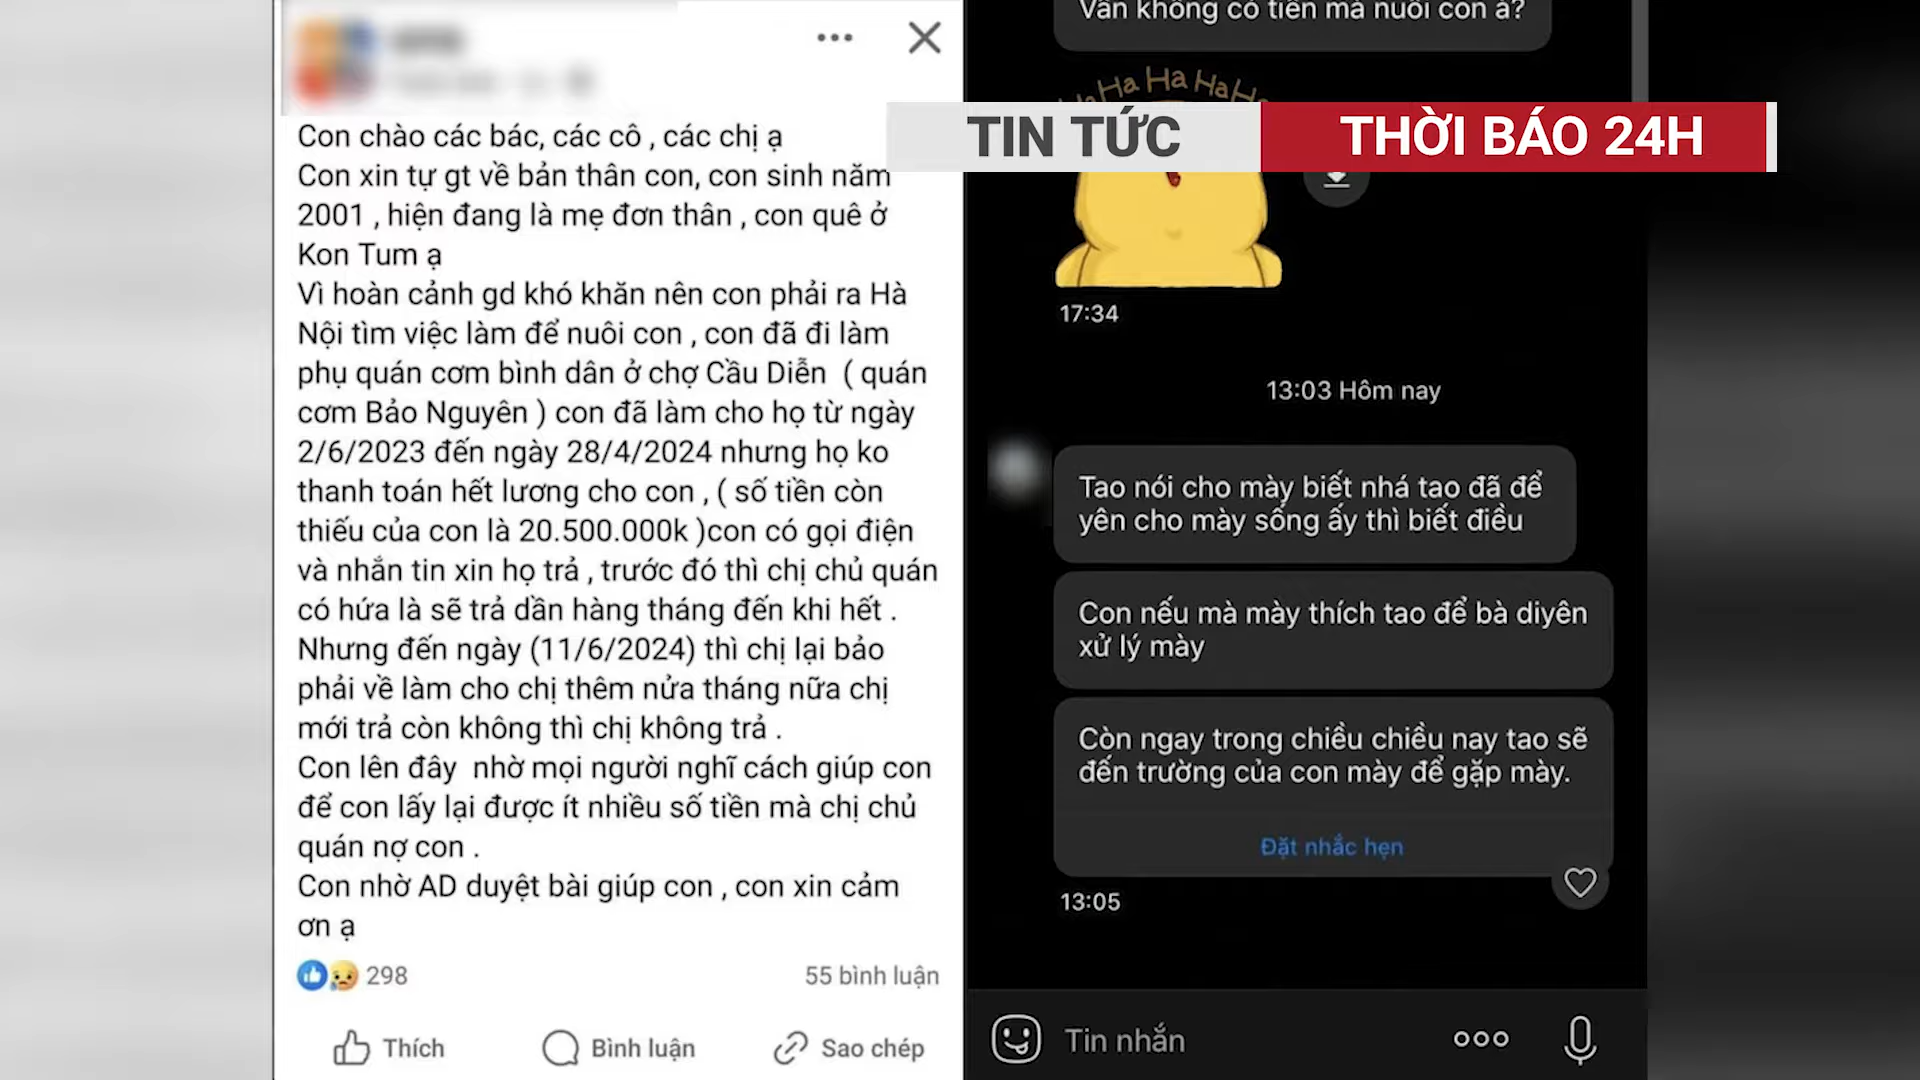 Con chào các bác, các cô , các chị ạ
Con xin tự gt về bản thân con, con sinh năm
2001 , hiện đang là mẹ đơn thân , con quê ở
Kon Tum ạ
Vì hoàn cảnh gd khó khăn nên con phải ra Hà
Nội tìm việc làm để nuôi con , con đã đi làm
phụ quán cơm bình dân ở chợ Cầu Diễn  ( quán
cơm Bảo Nguyên ) con đã làm cho họ từ ngày
2/6/2023 đến ngày 28/4/2024 nhưng họ ko
thanh toán hết lương cho con , ( số tiền còn
thiếu của con là 20.500.000k )con có gọi điện
và nhắn tin xin họ trả , trước đó thì chị chủ quán
có hứa là sẽ trả dần hàng tháng đến khi hết .
Nhưng đến ngày (11/6/2024) thì chị lại bảo
phải về làm cho chị thêm nửa tháng nữa chị
mới trả còn không thì chị không trả .
Con lên đây  nhờ mọi người nghĩ cách giúp con
để con lấy lại được ít nhiều số tiền mà chị chủ
quán nợ con .
Con nhờ AD duyệt bài giúp con , con xin cảm
ơn ạ
298
55 bình luận
Thích
Bình luận
Sao chép
Vẫn không có tiền mà nuôi con à?
Ha Ha Ha Ha Ha
TIN TỨC
THỜI BÁO 24H
17:34
13:03 Hôm nay
Tao nói cho mày biết nhá tao đã để
yên cho mày sống ấy thì biết điều
Con nếu mà mày thích tao để bà diyên
xử lý mày
Còn ngay trong chiều chiều nay tao sẽ
đến trường của con mày để gặp mày.
Đặt nhắc hẹn
13:05
Tin nhắn